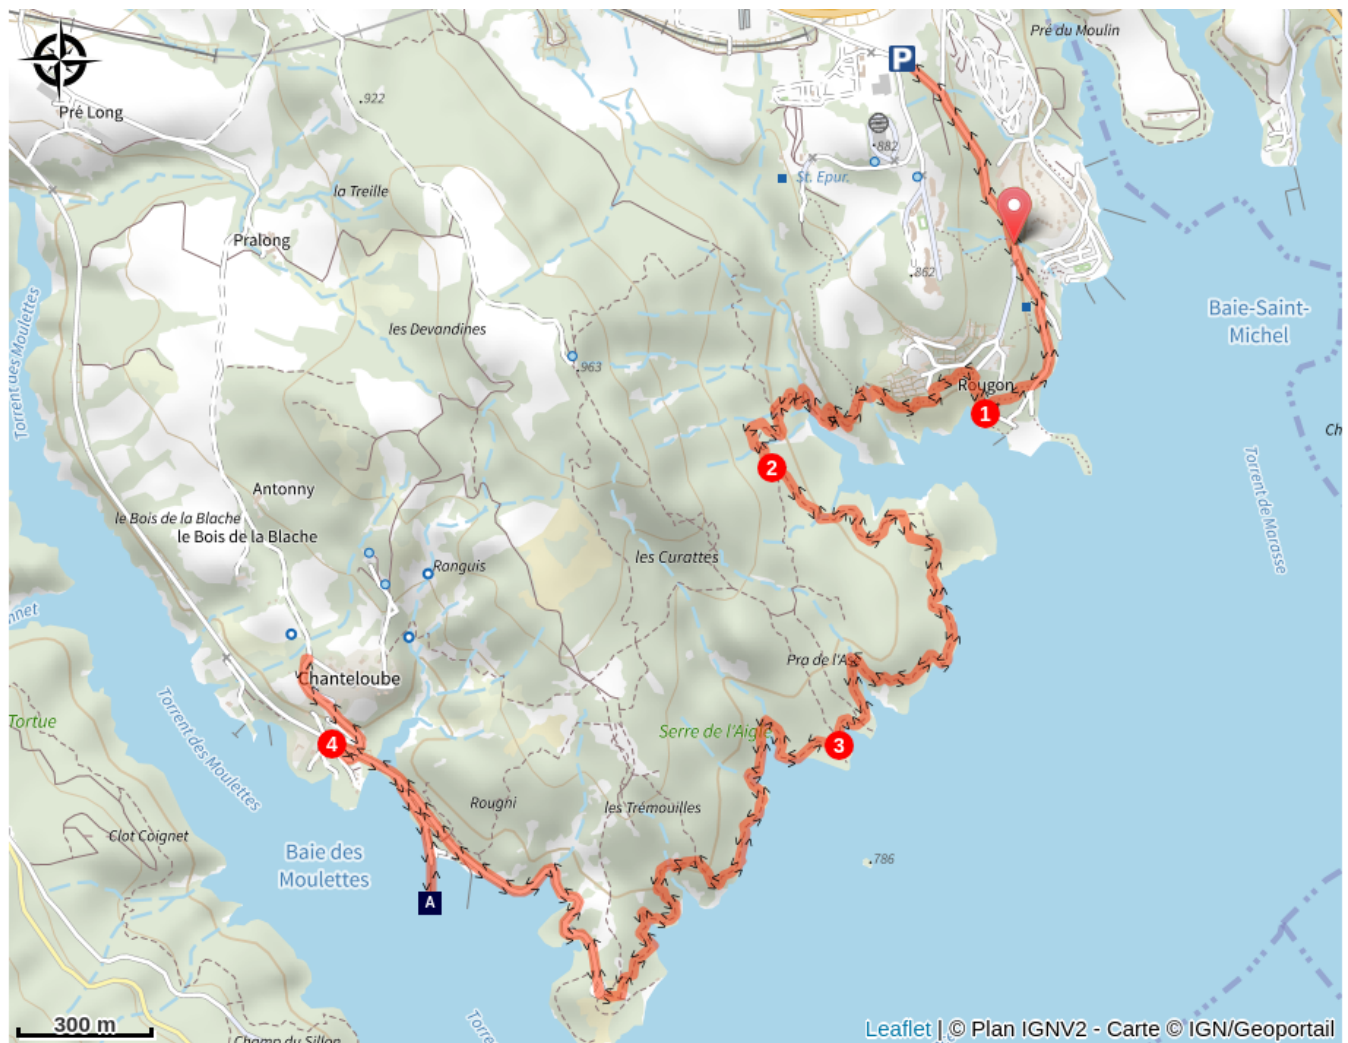 Pré du Moulin
P
.922
Pré Long
.882
St. Epur.
la Treille
Pralong
.862
Torrent des Moulettes
Baie-Saint-
Michel
les Devandines
.963
Rougon
1
Ch
2
Antonny
le Bois de la Blache
le Bois de la Blache
Torrent de Marasse
les Curattes
Ranguis
nnet
Pra de l'A
Chanteloube
Tortue
Torrent des Moulettes
Serre de l'Aigle
4
3
Roughi
les Trémouilles
Clot Coignet
Baie des
Moulettes
.786
A
Torre
300 m
Champ du Sillon
Leaflet | © Plan IGNV2 - Carte © IGN/Geoportail